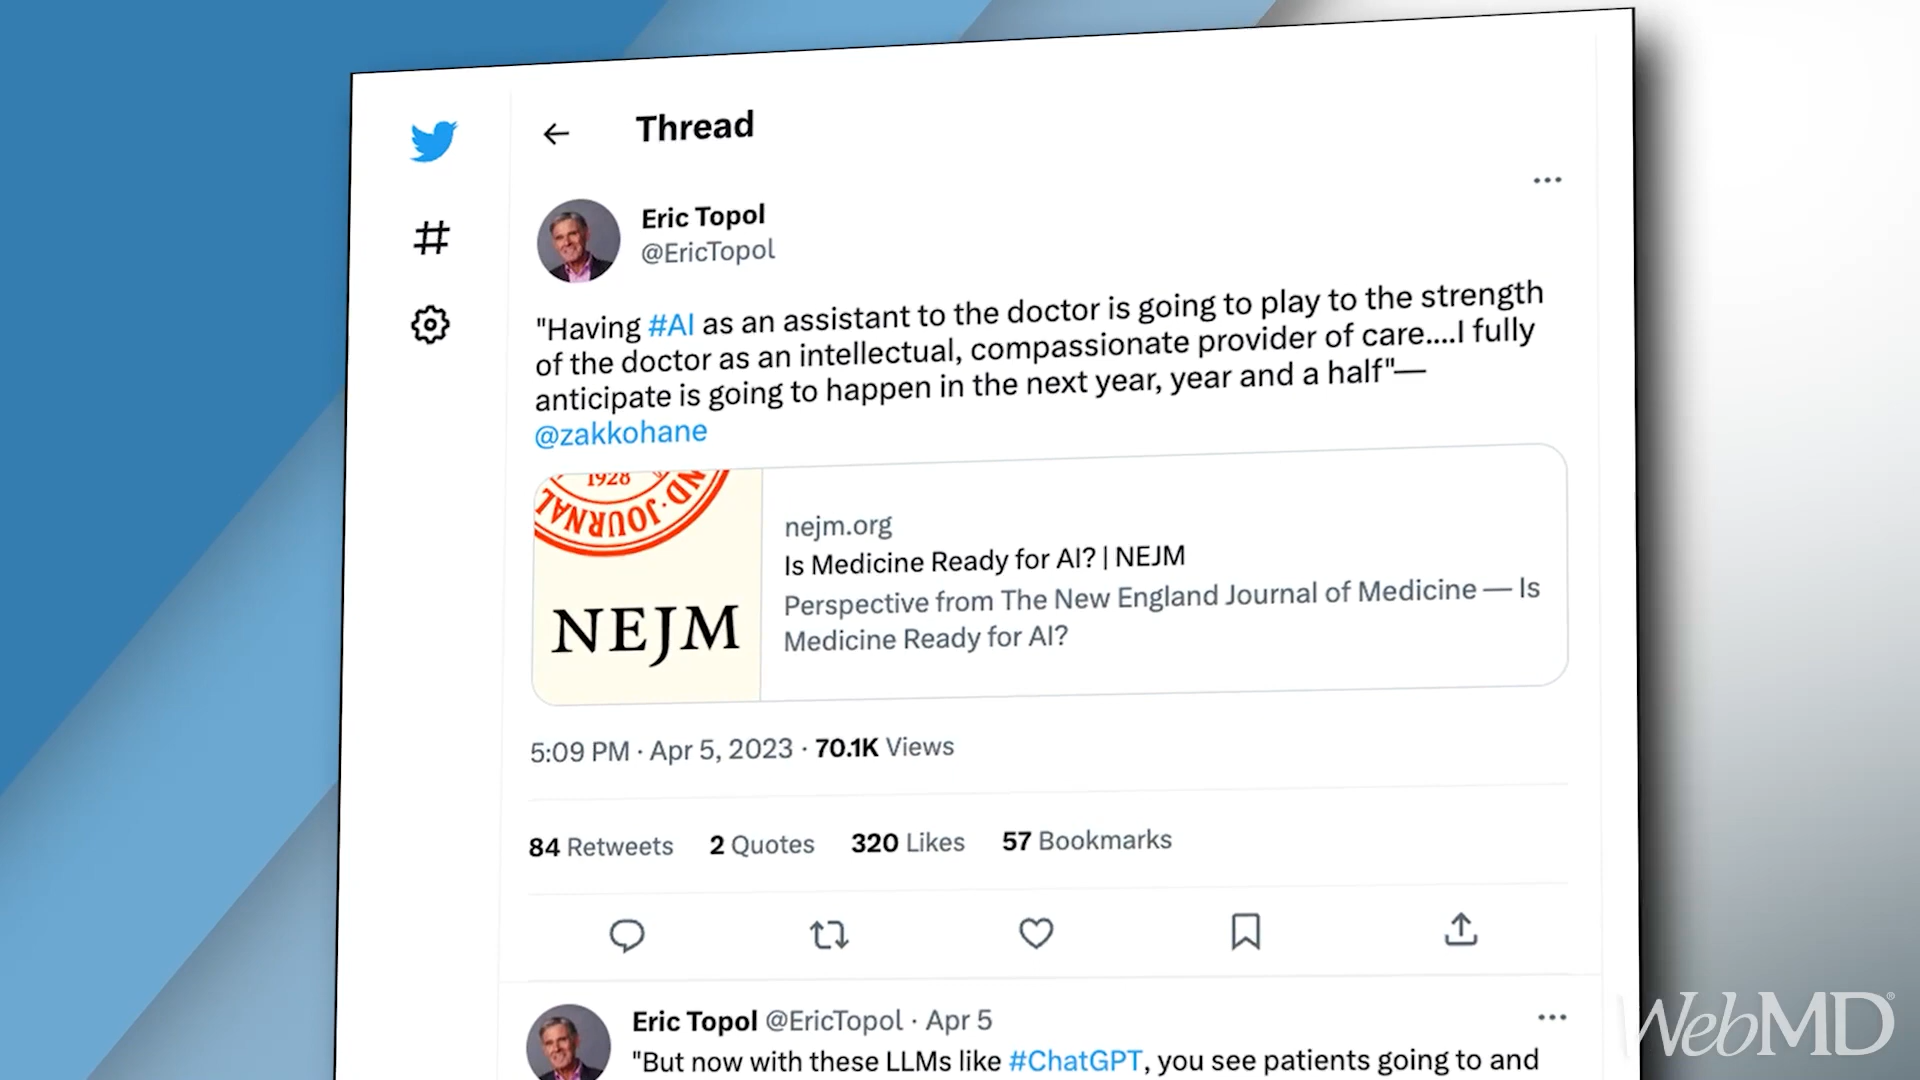 Thread
Eric Topol
@EricTopol
"Having #AI as an assistant to the doctor is going to play to the strength
of the doctor as an intellectual, compassionate provider of care....I fully
anticipate is going to happen in the next year, year and a half"—
@zakkohane
1928
ND·JOURNAL
NEJM
nejm.org
Is Medicine Ready for AI? | NEJM
Perspective from The New England Journal of Medicine — Is
Medicine Ready for AI?
5:09 PM · Apr 5, 2023 · 70.1K Views
84 Retweets 2 Quotes 320 Likes 57 Bookmarks
Eric Topol @EricTopol · Apr 5
"But now with these LLMs like #ChatGPT, you see patients going to and
WebMD®